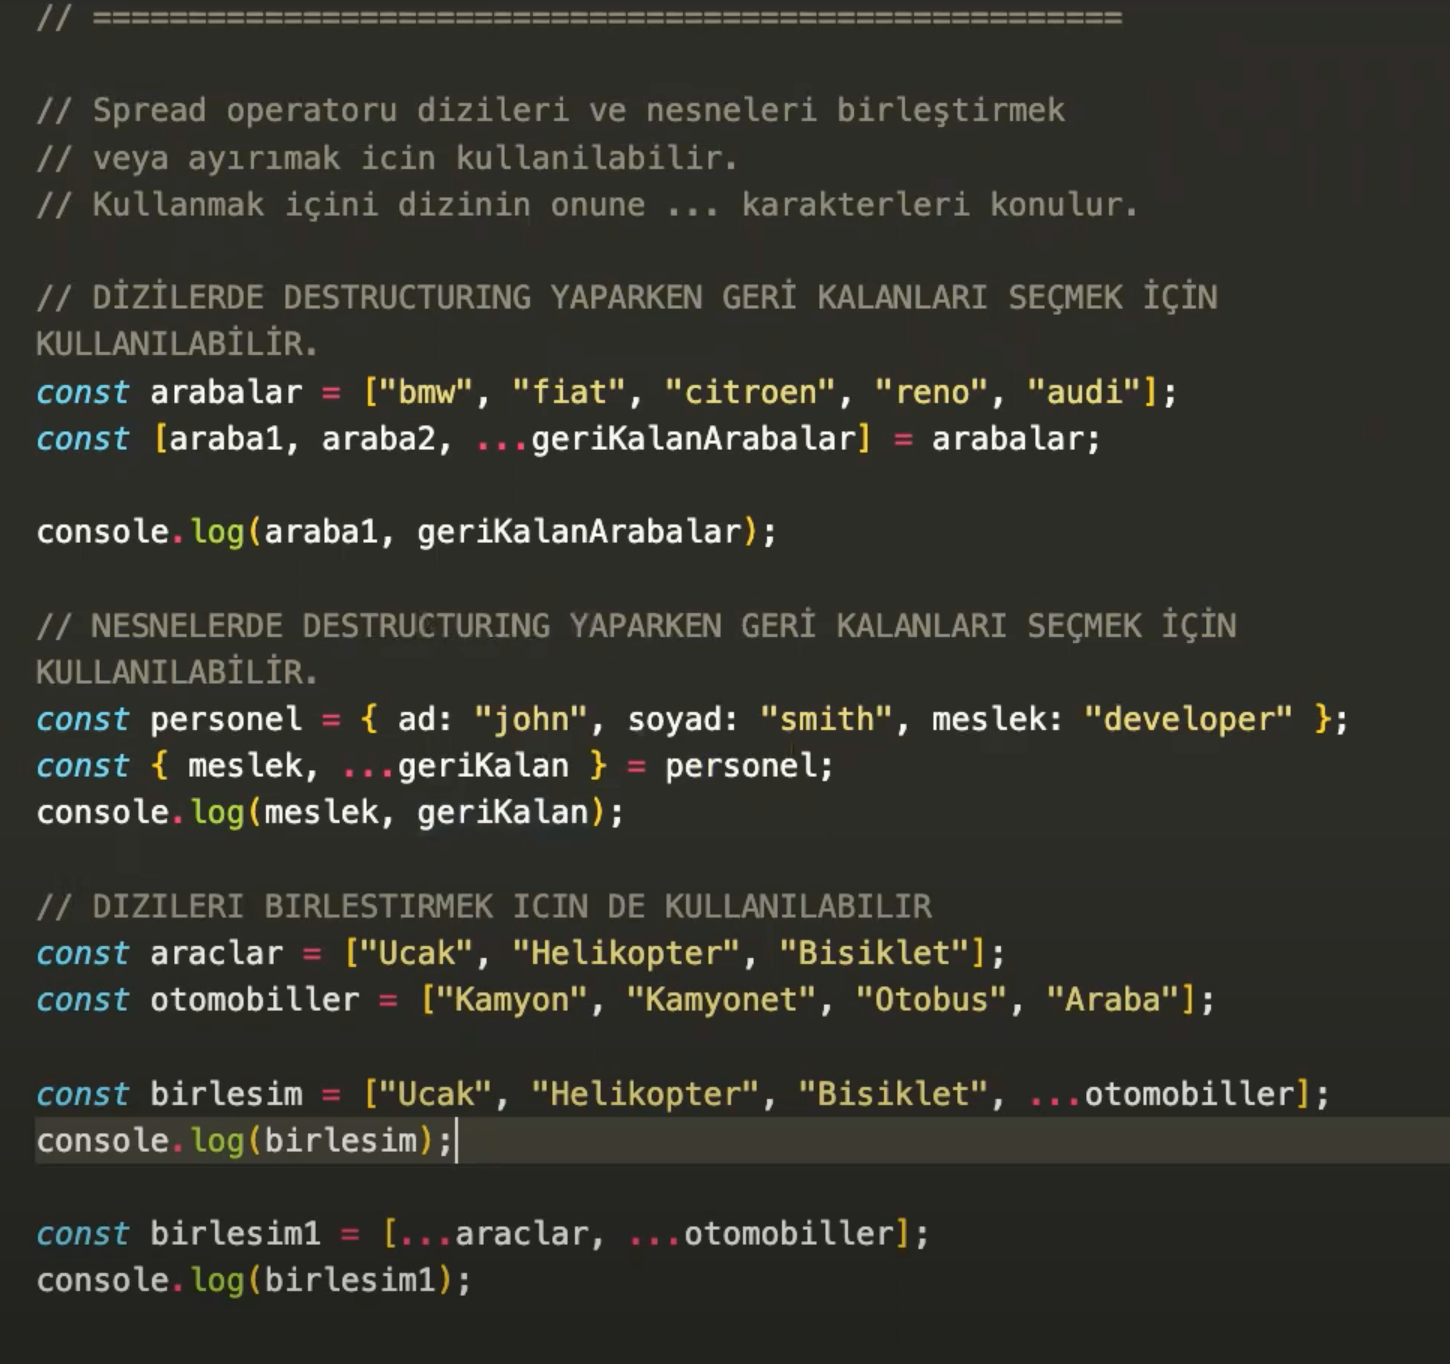 // ======================================================
// Spread operatoru dizileri ve nesneleri birleştirmek
// veya ayırımak icin kullanilabilir.
// Kullanmak içini dizinin onune ... karakterleri konulur.
// DİZİLERDE DESTRUCTURING YAPARKEN GERİ KALANLARI SEÇMEK İÇİN
KULLANILABİLİR.
const arabalar = ["bmw", "fiat", "citroen", "reno", "audi"];
const [araba1, araba2, ...geriKalanArabalar] = arabalar;
console.log(araba1, geriKalanArabalar);
// NESNELERDE DESTRUCTURING YAPARKEN GERİ KALANLARI SEÇMEK İÇİN
KULLANILABİLİR.
const personel = { ad: "john", soyad: "smith", meslek: "developer" };
const { meslek, ...geriKalan } = personel;
console.log(meslek, geriKalan);
// DIZILERI BIRLESTIRMEK ICIN DE KULLANILABILIR
const araclar = ["Ucak", "Helikopter", "Bisiklet"];
const otomobiller = ["Kamyon", "Kamyonet", "Otobus", "Araba"];
const birlesim = ["Ucak", "Helikopter", "Bisiklet", ...otomobiller];
console.log(birlesim);
const birlesim1 = [...araclar, ...otomobiller];
console.log(birlesim1);